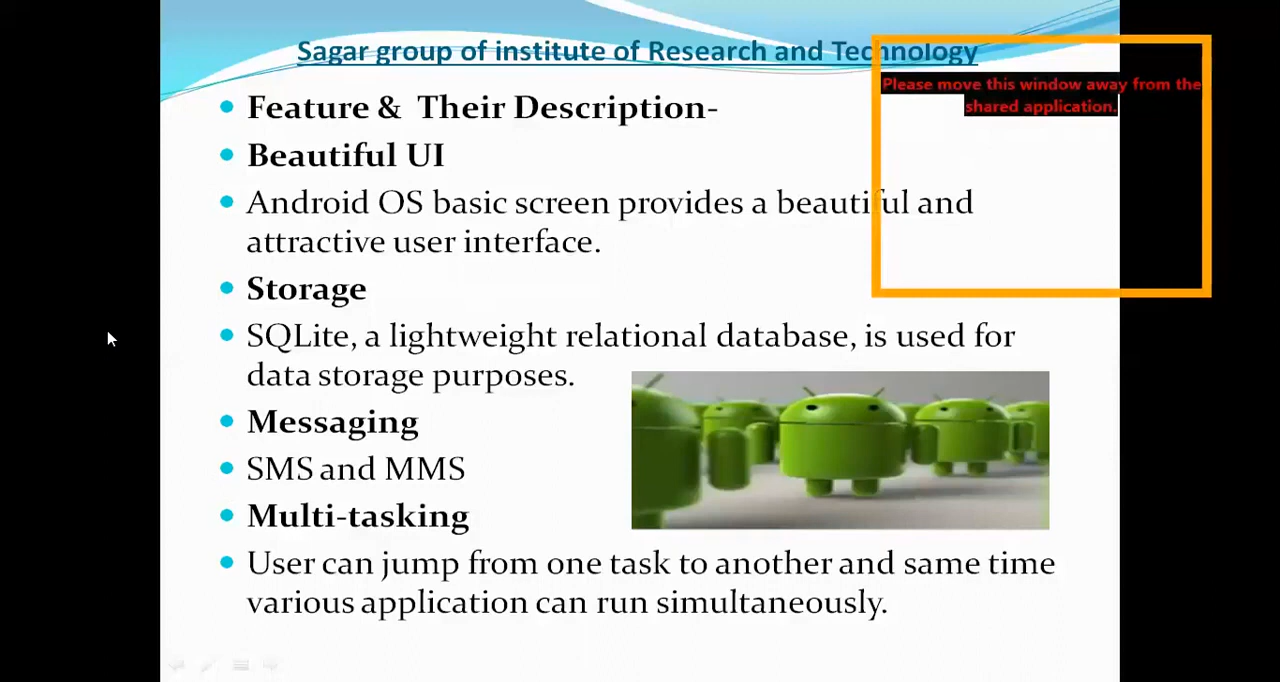 Sagar group of institute of Research and Technology
Please move this window away from the
shared application.
Feature & Their Description-
Beautiful UI
Android OS basic screen provides a beautiful and
attractive user interface.
Storage
SQLite, a lightweight relational database, is used for
data storage purposes.
Messaging
SMS and MMS
Multi-tasking
User can jump from one task to another and same time
various application can run simultaneously.